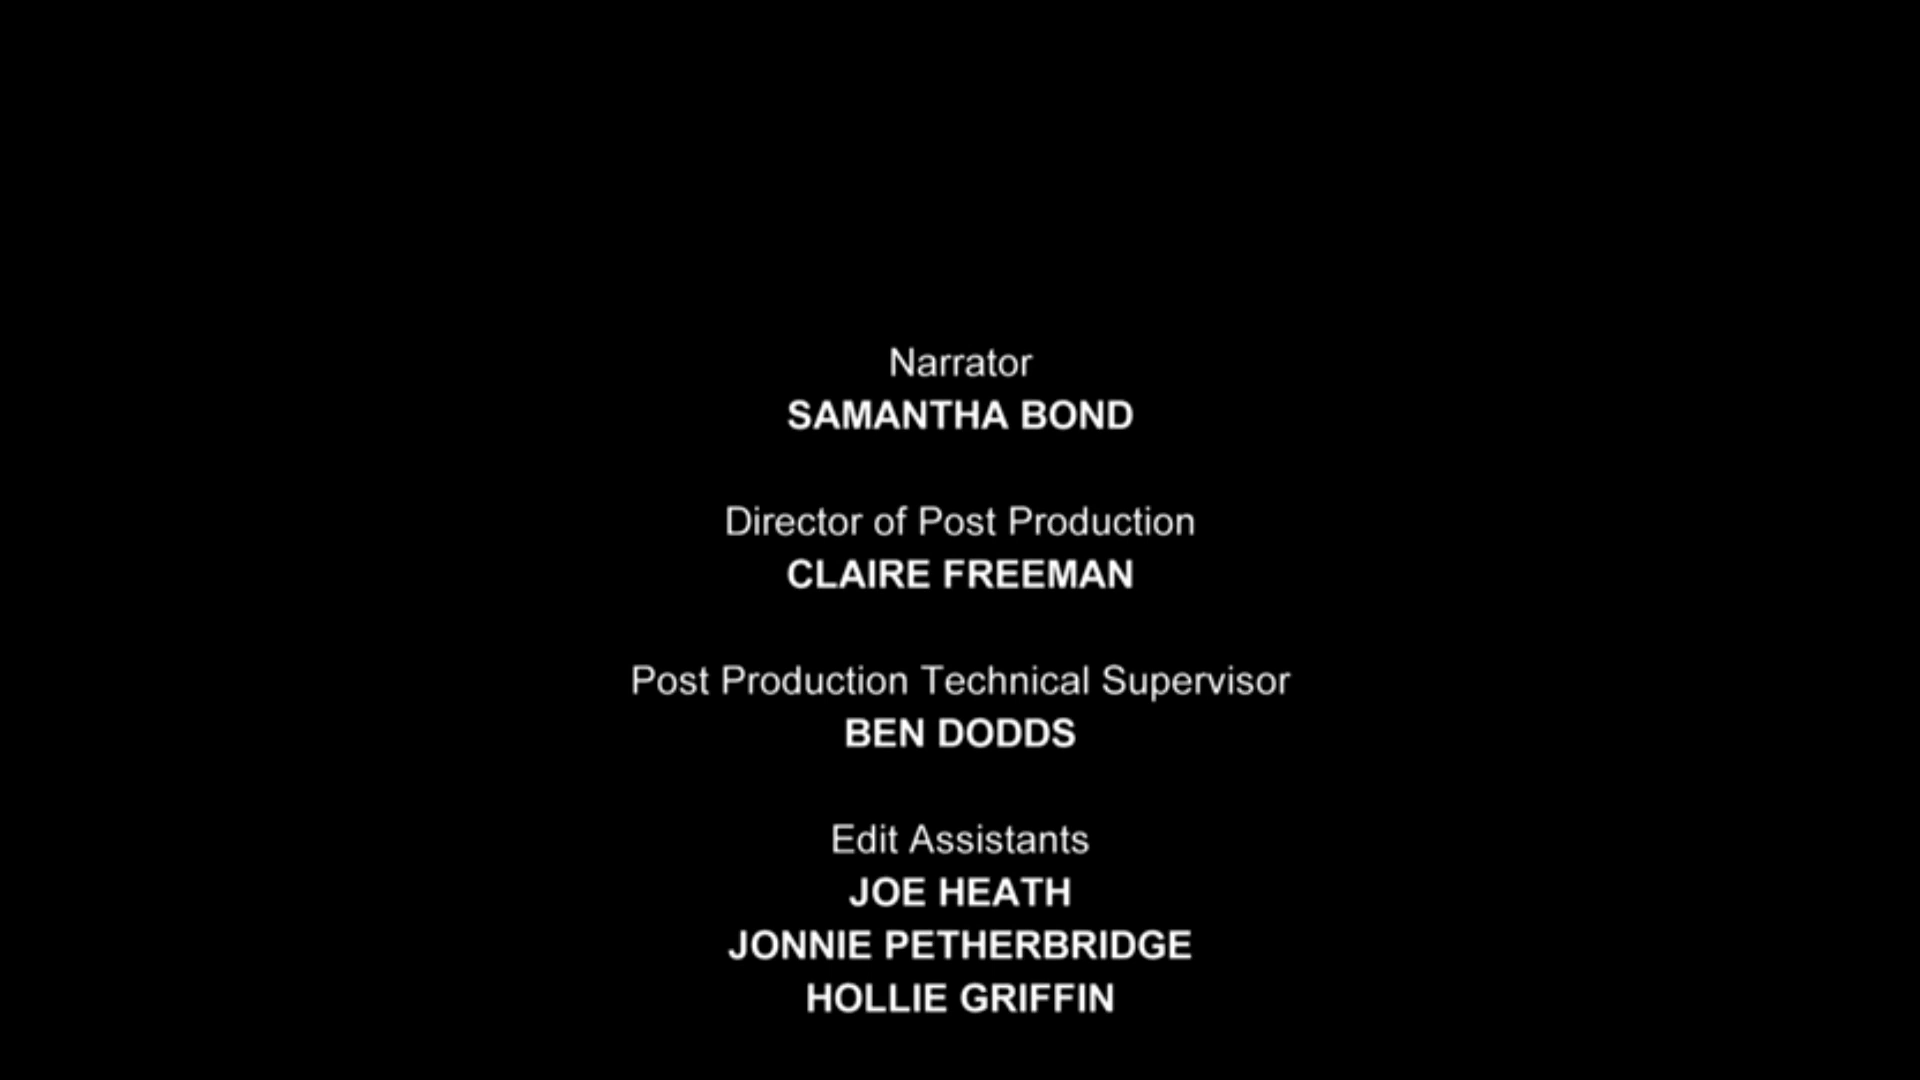 Narrator
SAMANTHA BOND
Director of Post Production
CLAIRE FREEMAN
Post Production Technical Supervisor
BEN DODDS
Edit Assistants
JOE HEATH
JONNIE PETHERBRIDGE
HOLLIE GRIFFIN